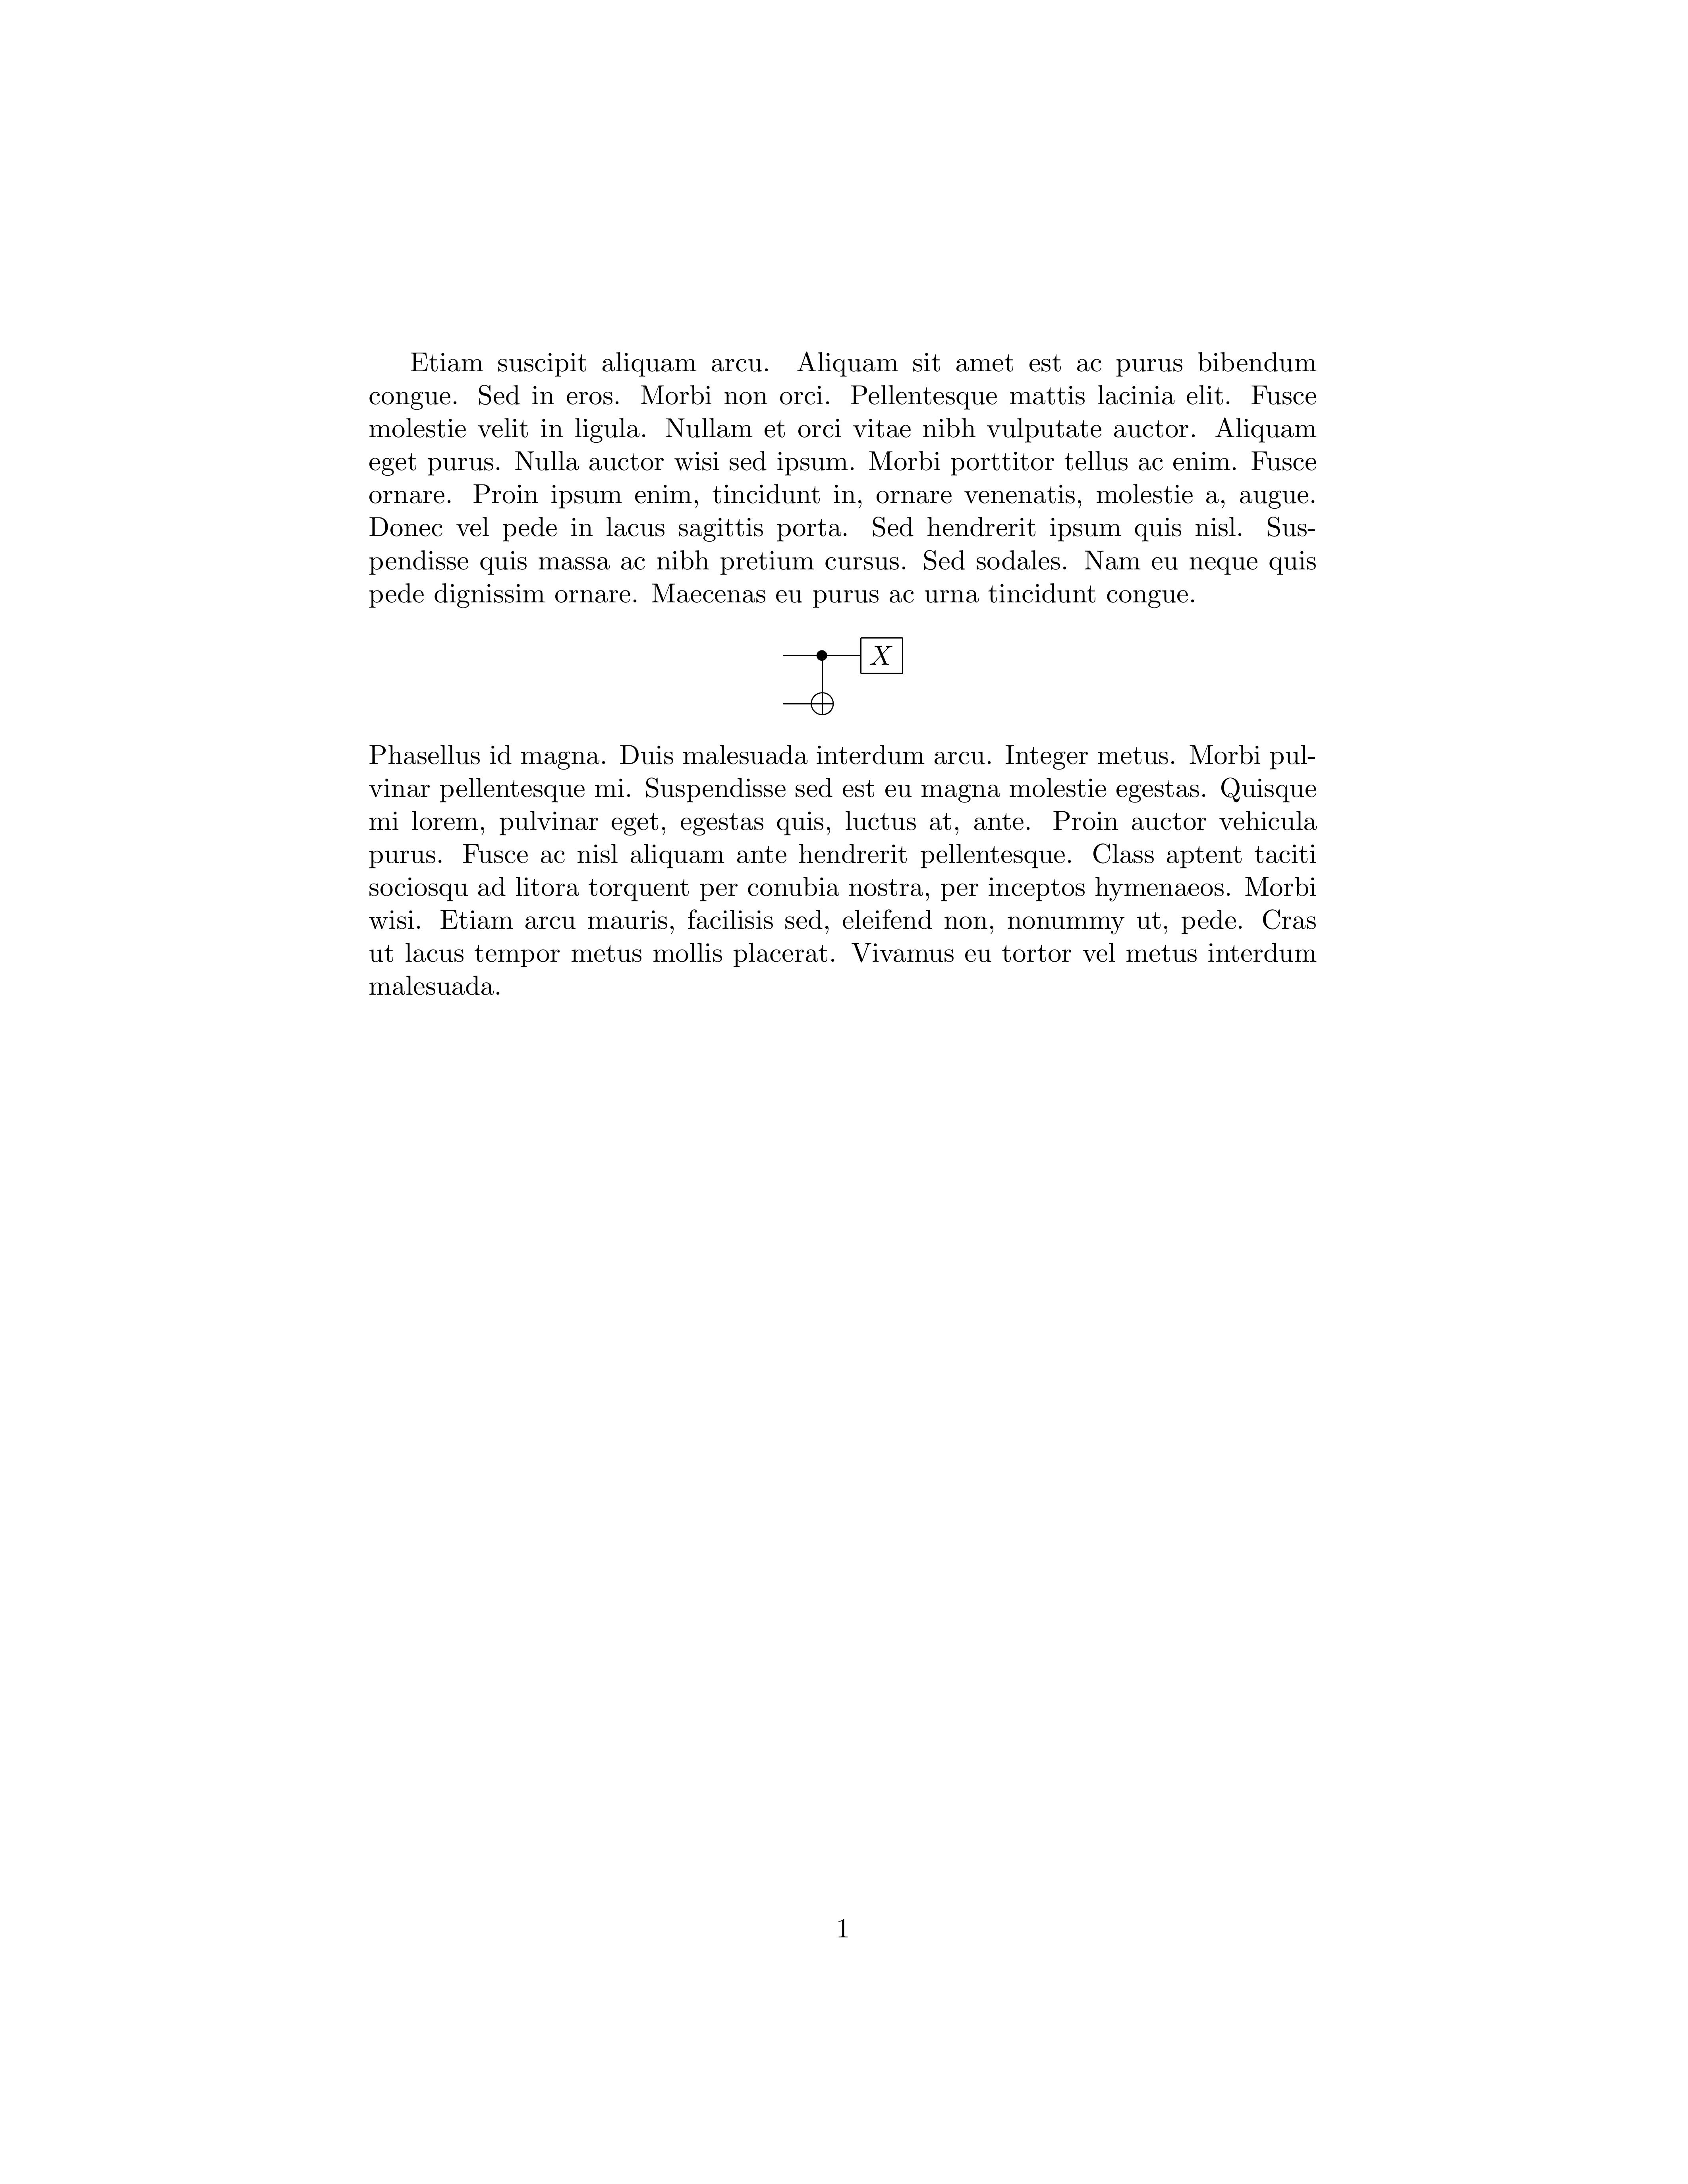 Etiam suscipit aliquam arcu. Aliquam sit amet est ac purus bibendum
congue. Sed in eros. Morbi non orci. Pellentesque mattis lacinia elit. Fusce
molestie velit in ligula. Nullam et orci vitae nibh vulputate auctor. Aliquam
eget purus. Nulla auctor wisi sed ipsum. Morbi porttitor tellus ac enim. Fusce
ornare. Proin ipsum enim, tincidunt in, ornare venenatis, molestie a, augue.
Donec vel pede in lacus sagittis porta. Sed hendrerit ipsum quis nisl. Sus-
pendisse quis massa ac nibh pretium cursus. Sed sodales. Nam eu neque quis
pede dignissim ornare. Maecenas eu purus ac urna tincidunt congue.
X
Phasellus id magna. Duis malesuada interdum arcu. Integer metus. Morbi pul-
vinar pellentesque mi. Suspendisse sed est eu magna molestie egestas. Quisque
mi lorem, pulvinar eget, egestas quis, luctus at, ante. Proin auctor vehicula
purus. Fusce ac nisl aliquam ante hendrerit pellentesque. Class aptent taciti
sociosqu ad litora torquent per conubia nostra, per inceptos hymenaeos. Morbi
wisi. Etiam arcu mauris, facilisis sed, eleifend non, nonummy ut, pede. Cras
ut lacus tempor metus mollis placerat. Vivamus eu tortor vel metus interdum
malesuada.
1